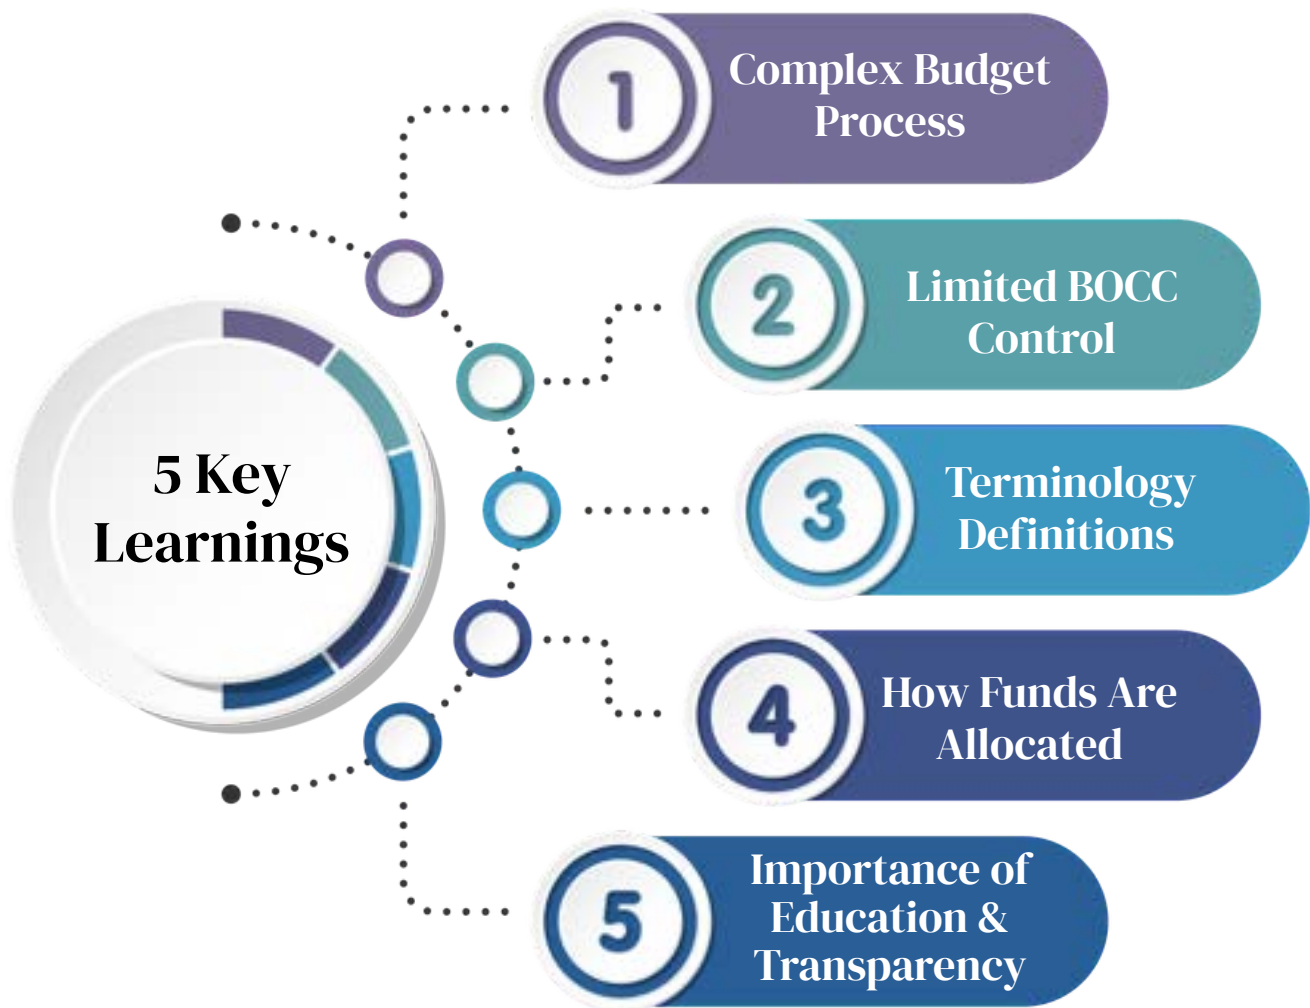 5 Key
Learnings
1
Complex Budget
Process
2
Limited BOCC
Control
3
Terminology
Definitions
4
How Funds Are
Allocated
5
Importance of
Education &
Transparency